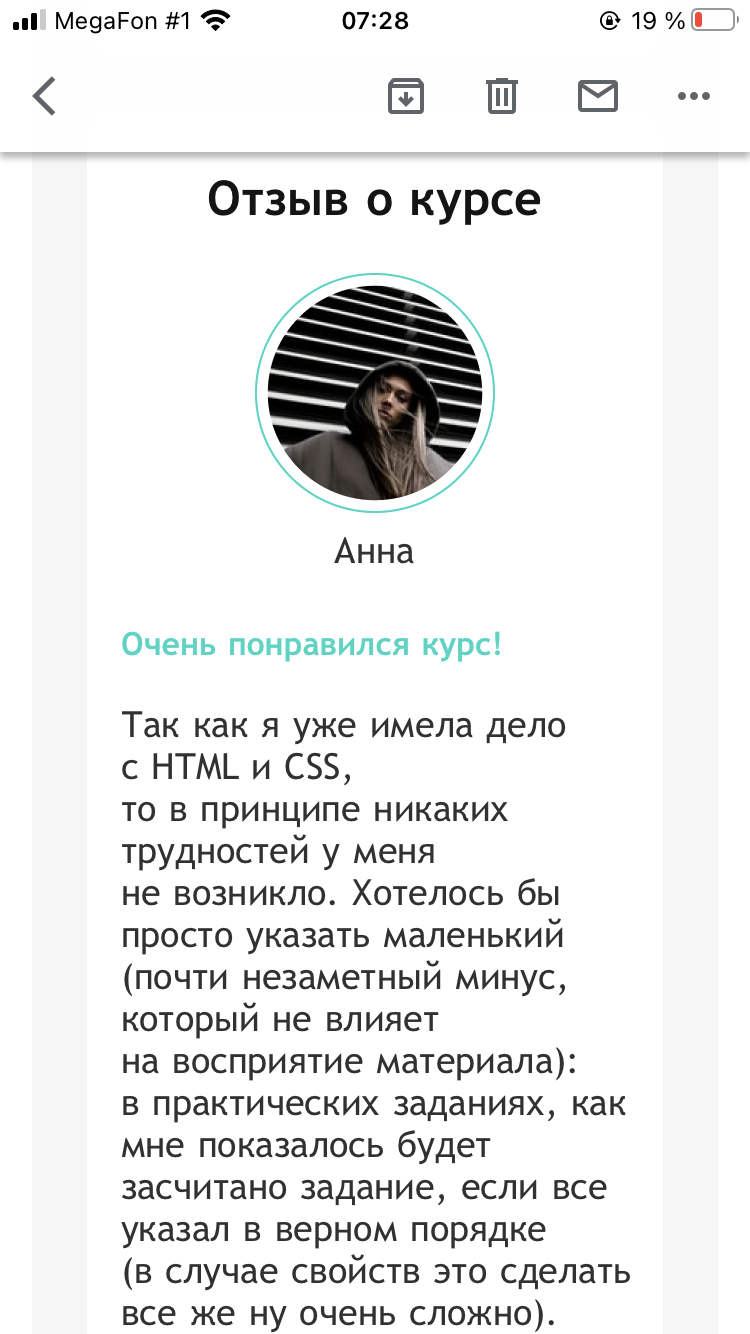 MegaFon #1 07:28 19 %
Отзыв о курсе
Анна
Очень понравился курс!
Так как я уже имела дело
с HTML и CSS,
то в принципе никаких
трудностей у меня
не возникло. Хотелось бы
просто указать маленький
(почти незаметный минус,
который не влияет
на восприятие материала):
в практических заданиях, как
мне показалось будет
засчитано задание, если все
указал в верном порядке
(в случае свойств это сделать
все же ну очень сложно).